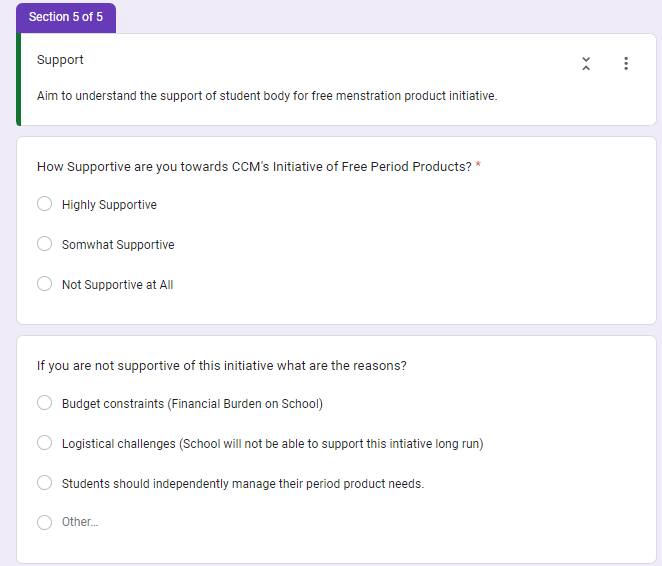 Section 5 of 5
Support
Aim to understand the support of student body for free menstration product initiative.
How Supportive are you towards CCM's Initiative of Free Period Products? *
Highly Supportive
Somwhat Supportive
Not Supportive at All
If you are not supportive of this initiative what are the reasons?
Budget constraints (Financial Burden on School)
Logistical challenges (School will not be able to support this intiative long run)
Students should independently manage their period product needs.
Other...